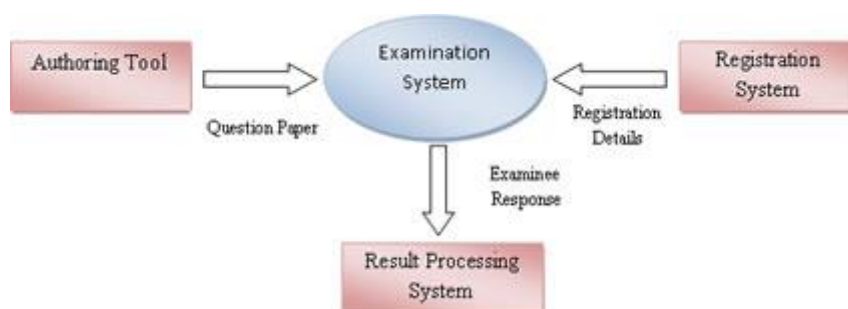 Authoring Tool
Question Paper
Examination
System
Registration
System
Registration
Details
Examinee
Response
Result Processing
System